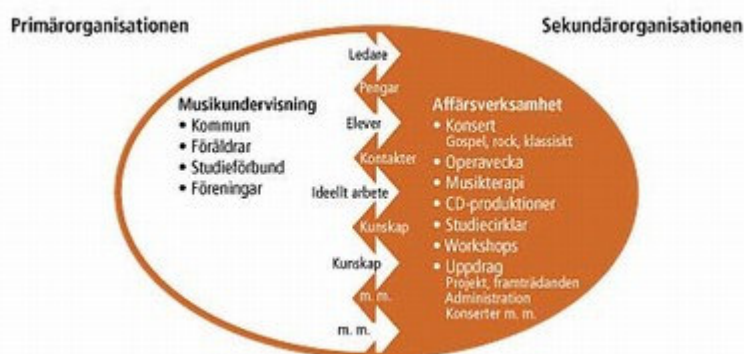 Primärorganisationen
Sekundärorganisationen
Musikundervisning
• Kommun
• Föräldrar
• Studieförbund
• Föreningar
Ledare
Pengar
Elever
Kontakter
Ideellt arbete
Kunskap
Kunskap
m. m.
m. m.
Affärsverksamhet
• Konsert
Gospel, rock, klassiskt
• Operavecka
• Musikterapi
• CD-produktioner
• Studiecirklar
• Workshops
• Uppdrag
Projekt, framträdanden
Administration
Konserter m. m.